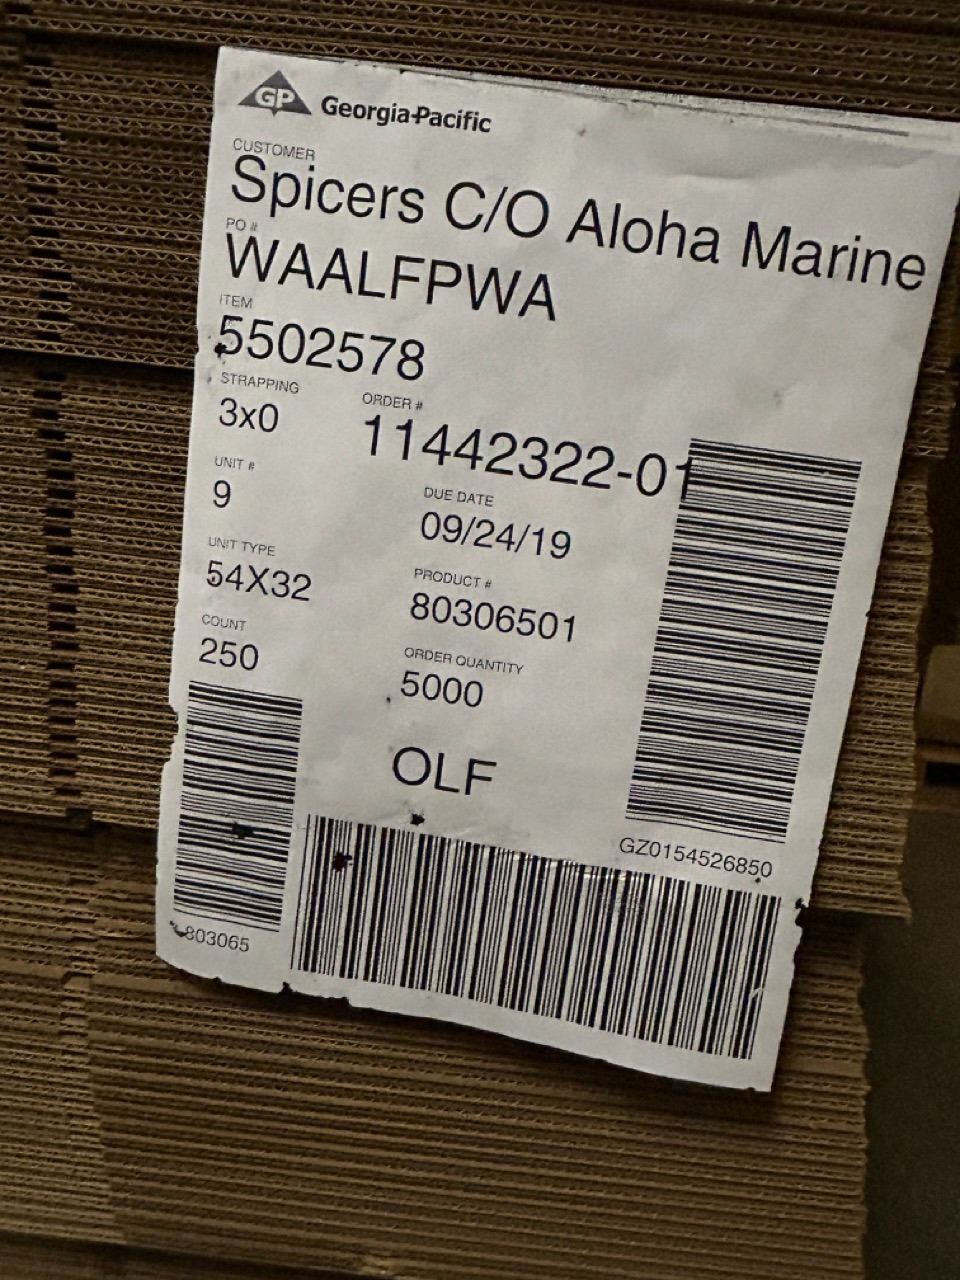 GP Georgia-Pacific
CUSTOMER
Spicers C/O Aloha Marine
PO #
WAALFPWA
ITEM
5502578
STRAPPING
3x0
ORDER #
11442322-01
UNIT #
9
DUE DATE
09/24/19
UNIT TYPE
54X32
PRODUCT #
80306501
COUNT
250
ORDER QUANTITY
5000
OLF
GZ0154526850
803065